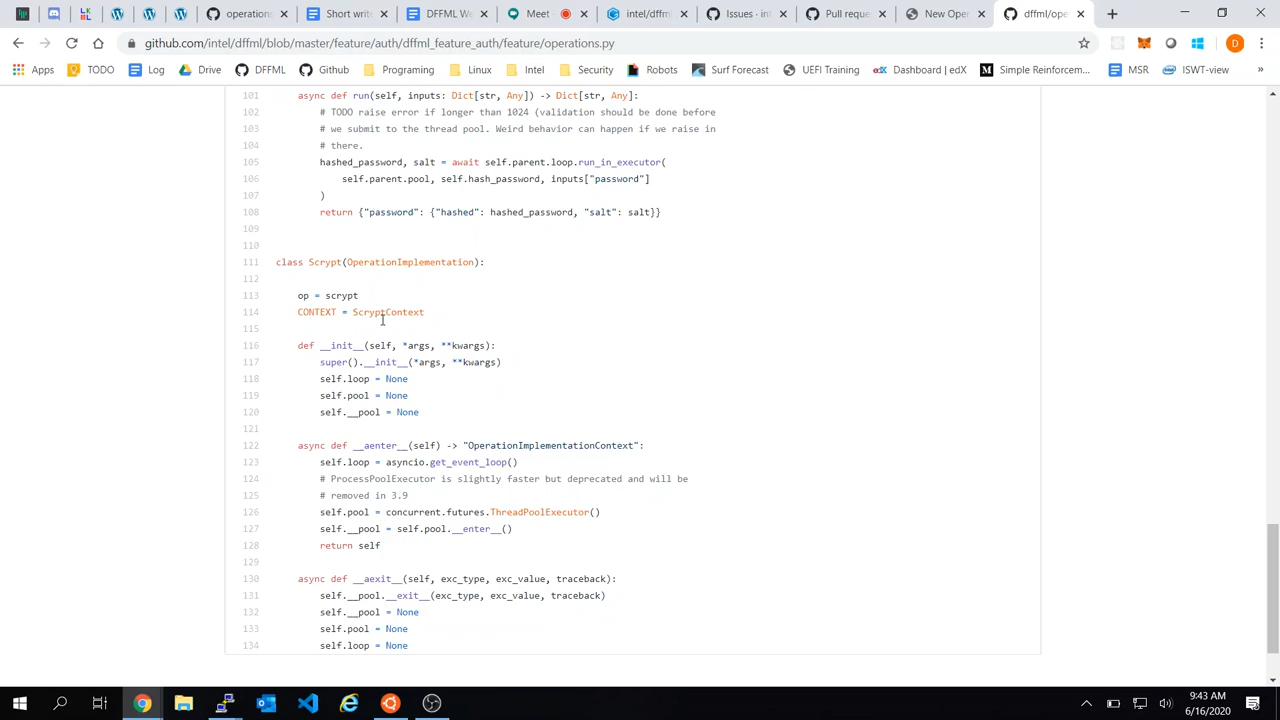 operations
Short write
DFFML We
Meet -
intel/dffm
Issues · int
Pull reque
New Oper
dffml/ope
github.com/intel/dffml/blob/master/feature/auth/dffml_feature_auth/feature/operations.py
D
Apps TODO Log Drive DFFML Github Programing Linux Intel Security Robots Surf Forecast UEFI Training Dashboard | edX Simple Reinforcem... MSR ISWT-view »
101 async def run(self, inputs: Dict[str, Any]) -> Dict[str, Any]:
102 # TODO raise error if longer than 1024 (validation should be done before
103 # we submit to the thread pool. Weird behavior can happen if we raise in
104 # there.
105 hashed_password, salt = await self.parent.loop.run_in_executor(
106 self.parent.pool, self.hash_password, inputs["password"]
107 )
108 return {"password": {"hashed": hashed_password, "salt": salt}}
109
110
111 class Scrypt(OperationImplementation):
112
113 op = scrypt
114 CONTEXT = ScryptContext
115
116 def __init__(self, *args, **kwargs):
117 super().__init__(*args, **kwargs)
118 self.loop = None
119 self.pool = None
120 self.__pool = None
121
122 async def __aenter__(self) -> "OperationImplementationContext":
123 self.loop = asyncio.get_event_loop()
124 # ProcessPoolExecutor is slightly faster but deprecated and will be
125 # removed in 3.9
126 self.pool = concurrent.futures.ThreadPoolExecutor()
127 self.__pool = self.pool.__enter__()
128 return self
129
130 async def __aexit__(self, exc_type, exc_value, traceback):
131 self.__pool.__exit__(exc_type, exc_value, traceback)
132 self.__pool = None
133 self.pool = None
134 self.loop = None
9:43 AM
6/16/2020